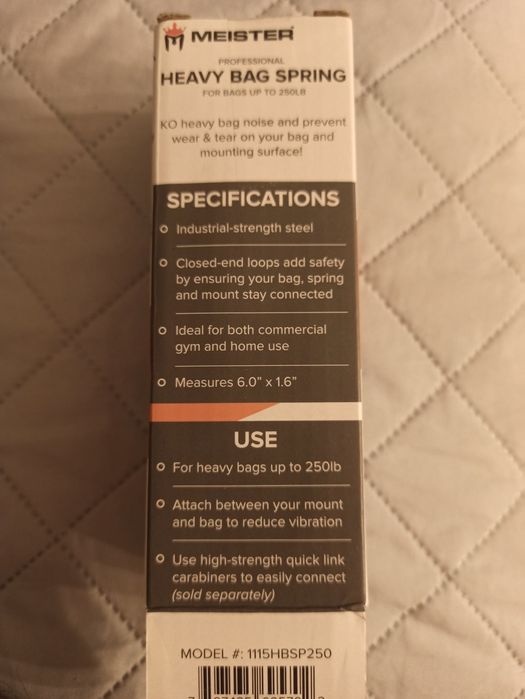 MEISTER
PROFESSIONAL
HEAVY BAG SPRING
FOR BAGS UP TO 250LB
KO heavy bag noise and prevent
wear & tear on your bag and
mounting surface!
SPECIFICATIONS
Industrial-strength steel
Closed-end loops add safety
by ensuring your bag, spring
and mount stay connected
Ideal for both commercial
gym and home use
Measures 6.0" x 1.6"
USE
For heavy bags up to 250lb
Attach between your mount
and bag to reduce vibration
Use high-strength quick link
carabiners to easily connect
(sold separately)
MODEL #: 1115HBSP250